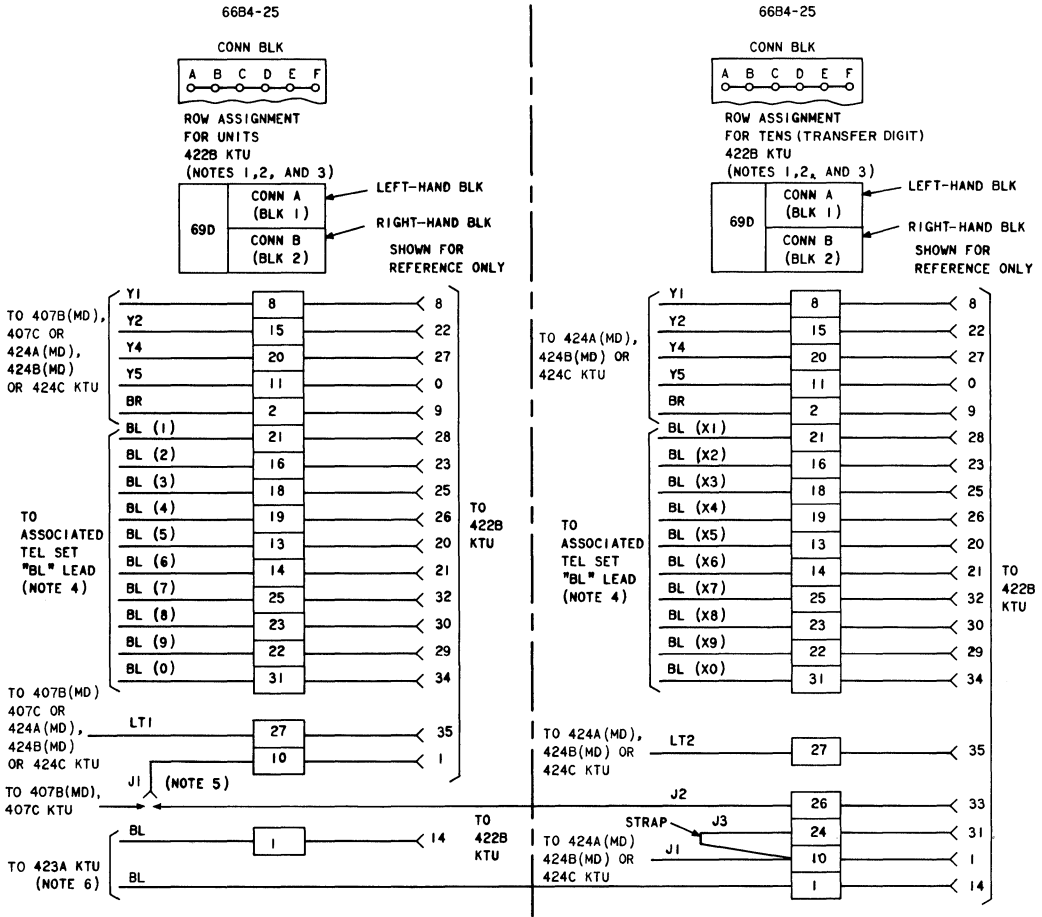 66B4-25
CONN BLK
A B C D E F
ROW ASSIGNMENT
FOR UNITS
422B KTU
(NOTES 1,2, AND 3)
69D
CONN A
(BLK 1)
CONN B
(BLK 2)
LEFT-HAND BLK
RIGHT-HAND BLK
SHOWN FOR
REFERENCE ONLY
TO 407B(MD),
407C OR
424A(MD),
424B(MD)
OR 424C KTU
Y1 8 8
Y2 15 22
Y4 20 27
Y5 11 0
BR 2 9
TO
ASSOCIATED
TEL SET
"BL" LEAD
(NOTE 4)
BL (1) 21 28
BL (2) 16 23
BL (3) 18 25
BL (4) 19 26
BL (5) 13 20
BL (6) 14 21
BL (7) 25 32
BL (8) 23 30
BL (9) 22 29
BL (0) 31 34
TO
422B
KTU
TO 407B(MD)
407C OR
424A(MD),
424B(MD)
OR 424C KTU
LT1 27 35
10 1
J1 (NOTE 5)
TO 407B(MD),
407C KTU
BL 1 14
TO
422B
KTU
TO 423A KTU
(NOTE 6)
BL
66B4-25
CONN BLK
A B C D E F
ROW ASSIGNMENT
FOR TENS (TRANSFER DIGIT)
422B KTU
(NOTES 1,2, AND 3)
69D
CONN A
(BLK 1)
CONN B
(BLK 2)
LEFT-HAND BLK
RIGHT-HAND BLK
SHOWN FOR
REFERENCE ONLY
TO 424A(MD),
424B(MD) OR
424C KTU
Y1 8 8
Y2 15 22
Y4 20 27
Y5 11 0
BR 2 9
TO
ASSOCIATED
TEL SET
"BL" LEAD
(NOTE 4)
BL (X1) 21 28
BL (X2) 16 23
BL (X3) 18 25
BL (X4) 19 26
BL (X5) 13 20
BL (X6) 14 21
BL (X7) 25 32
BL (X8) 23 30
BL (X9) 22 29
BL (X0) 31 34
TO
422B
KTU
TO 424A(MD),
424B(MD) OR
424C KTU
LT2 27 35
J2 26 33
STRAP J3 24 31
TO 424A(MD)
424B(MD) OR
424C KTU
J1 10 1
1 14